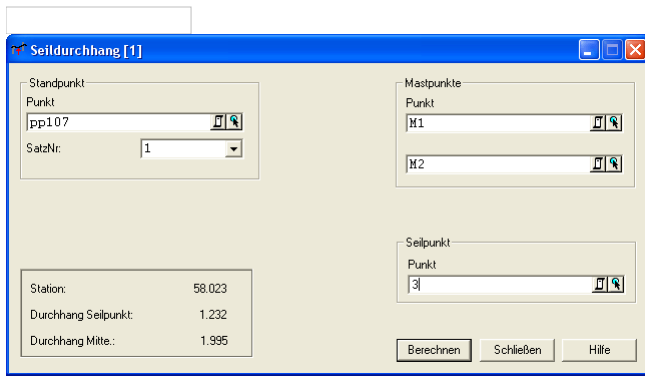 Seildurchhang [1]
Standpunkt
Punkt
pp107
SatzNr: 1
Mastpunkte
Punkt
M1
M2
Seilpunkt
Punkt
3
Station: 58.023
Durchhang Seilpunkt: 1.232
Durchhang Mitte.: 1.995
Berechnen Schließen Hilfe